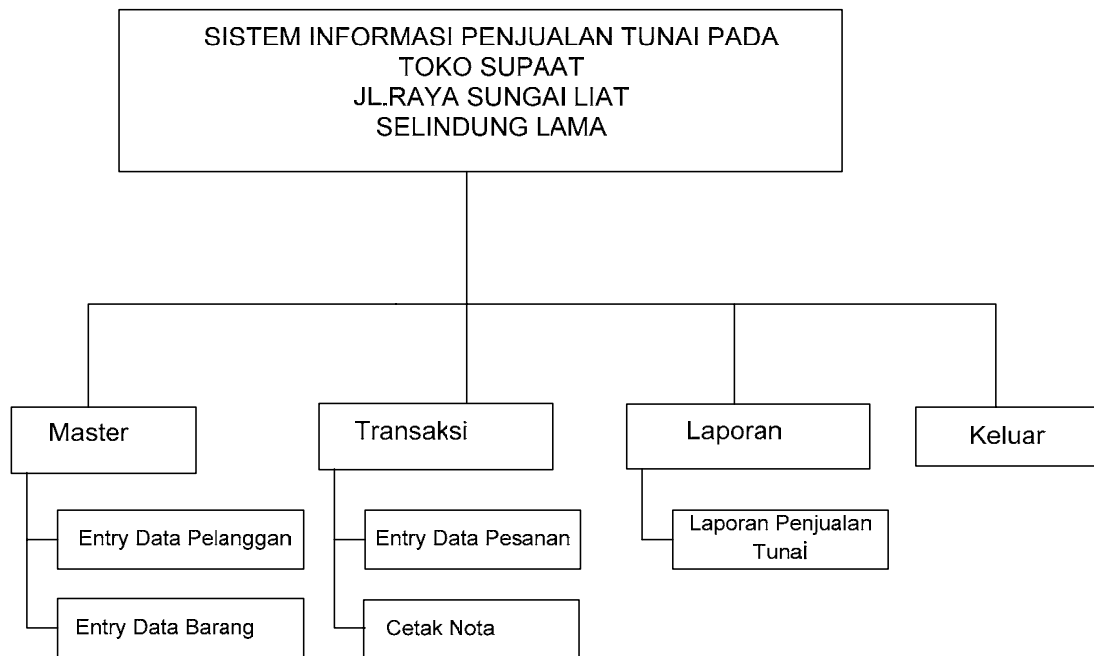 SISTEM INFORMASI PENJUALAN TUNAI PADA
TOKO SUPAAT
JL.RAYA SUNGAI LIAT
SELINDUNG LAMA
Master
Transaksi
Laporan
Keluar
Entry Data Pelanggan
Entry Data Pesanan
Laporan Penjualan
Tunai
Entry Data Barang
Cetak Nota